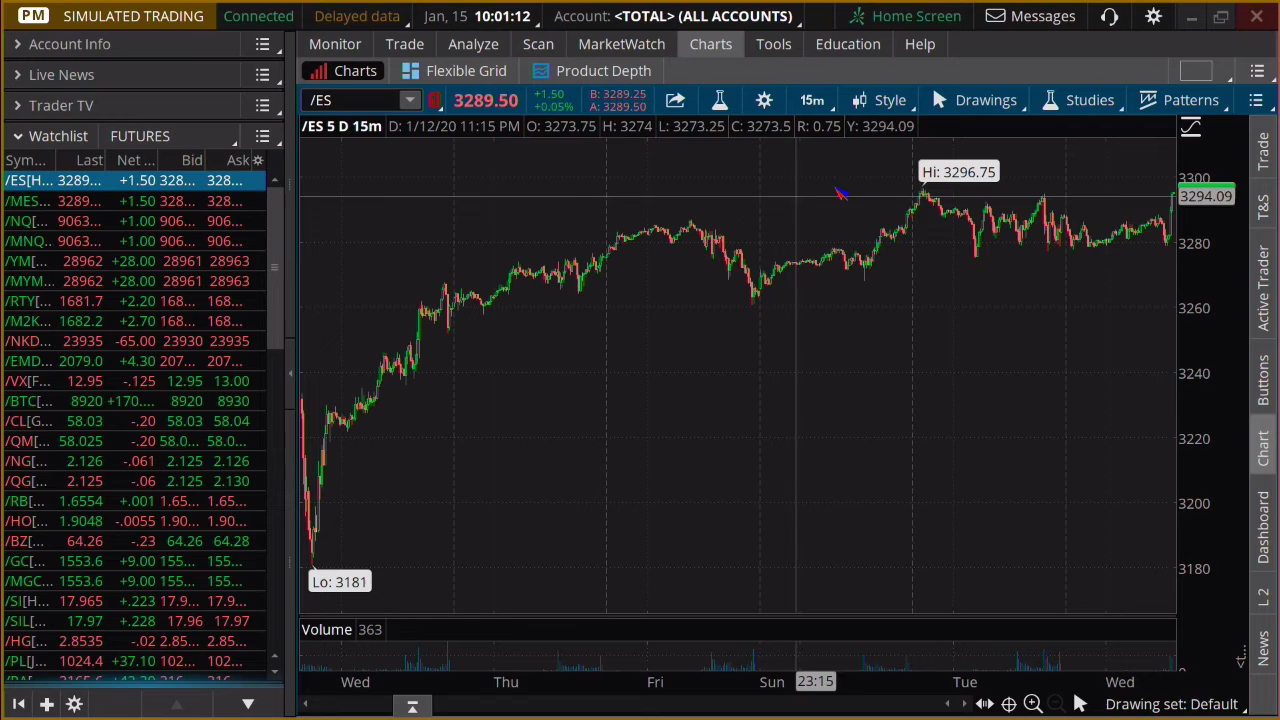 PM SIMULATED TRADING Connected Delayed data Jan, 15 10:01:12 Account: <TOTAL> (ALL ACCOUNTS) Home Screen Messages
Account Info
Live News
Trader TV
Watchlist FUTURES
Sym... Last Net ... Bid Ask
/ES[H... 3289... +1.50 328... 328...
/MES... 3289... +1.50 328... 328...
/NQ[... 9063... +1.00 906... 906...
/MNQ... 9063... +1.00 906... 906...
/YM[... 28962 +28.00 28961 28963
/MYM... 28962 +28.00 28961 28963
/RTY[... 1681.7 +2.20 168... 168...
/M2K... 1682.2 +2.70 168... 168...
/NKD... 23935 -65.00 23930 23935
/EMD... 2079.0 +4.30 207... 207...
/VX[F... 12.95 -.125 12.95 13.00
/BTC[... 8920 +170.... 8920 8930
/CL[G... 58.03 -.20 58.03 58.04
/QM[... 58.025 -.20 58.0... 58.0...
/NG[... 2.126 -.061 2.125 2.126
/QG[... 2.125 -.06 2.125 2.130
/RB[... 1.6554 +.001 1.65... 1.65...
/HO[... 1.9048 -.0055 1.90... 1.90...
/BZ[... 64.26 -.23 64.26 64.28
/GC[... 1553.6 +9.00 155... 155...
/MGC... 1553.6 +9.00 155... 155...
/SI[H... 17.965 +.223 17.9... 17.9...
/SIL[... 17.97 +.228 17.96 17.97
/HG[... 2.8535 -.02 2.85... 2.85...
/PL[J... 1024.4 +37.10 102... 102...
Monitor Trade Analyze Scan MarketWatch Charts Tools Education Help
Charts Flexible Grid Product Depth
/ES 3289.50 +1.50 B: 3289.25
+0.05% A: 3289.50
15m Style Drawings Studies Patterns
/ES 5 D 15m D: 1/12/20 11:15 PM O: 3273.75 H: 3274 L: 3273.25 C: 3273.5 R: 0.75 Y: 3294.09
Hi: 3296.75
3300
3294.09
3280
3260
3240
3220
3200
3180
Lo: 3181
Volume 363
0
Wed Thu Fri Sun 23:15 Tue Wed
Drawing set: Default
Trade
T&S
Active Trader
Buttons
Chart
Dashboard
L 2
News